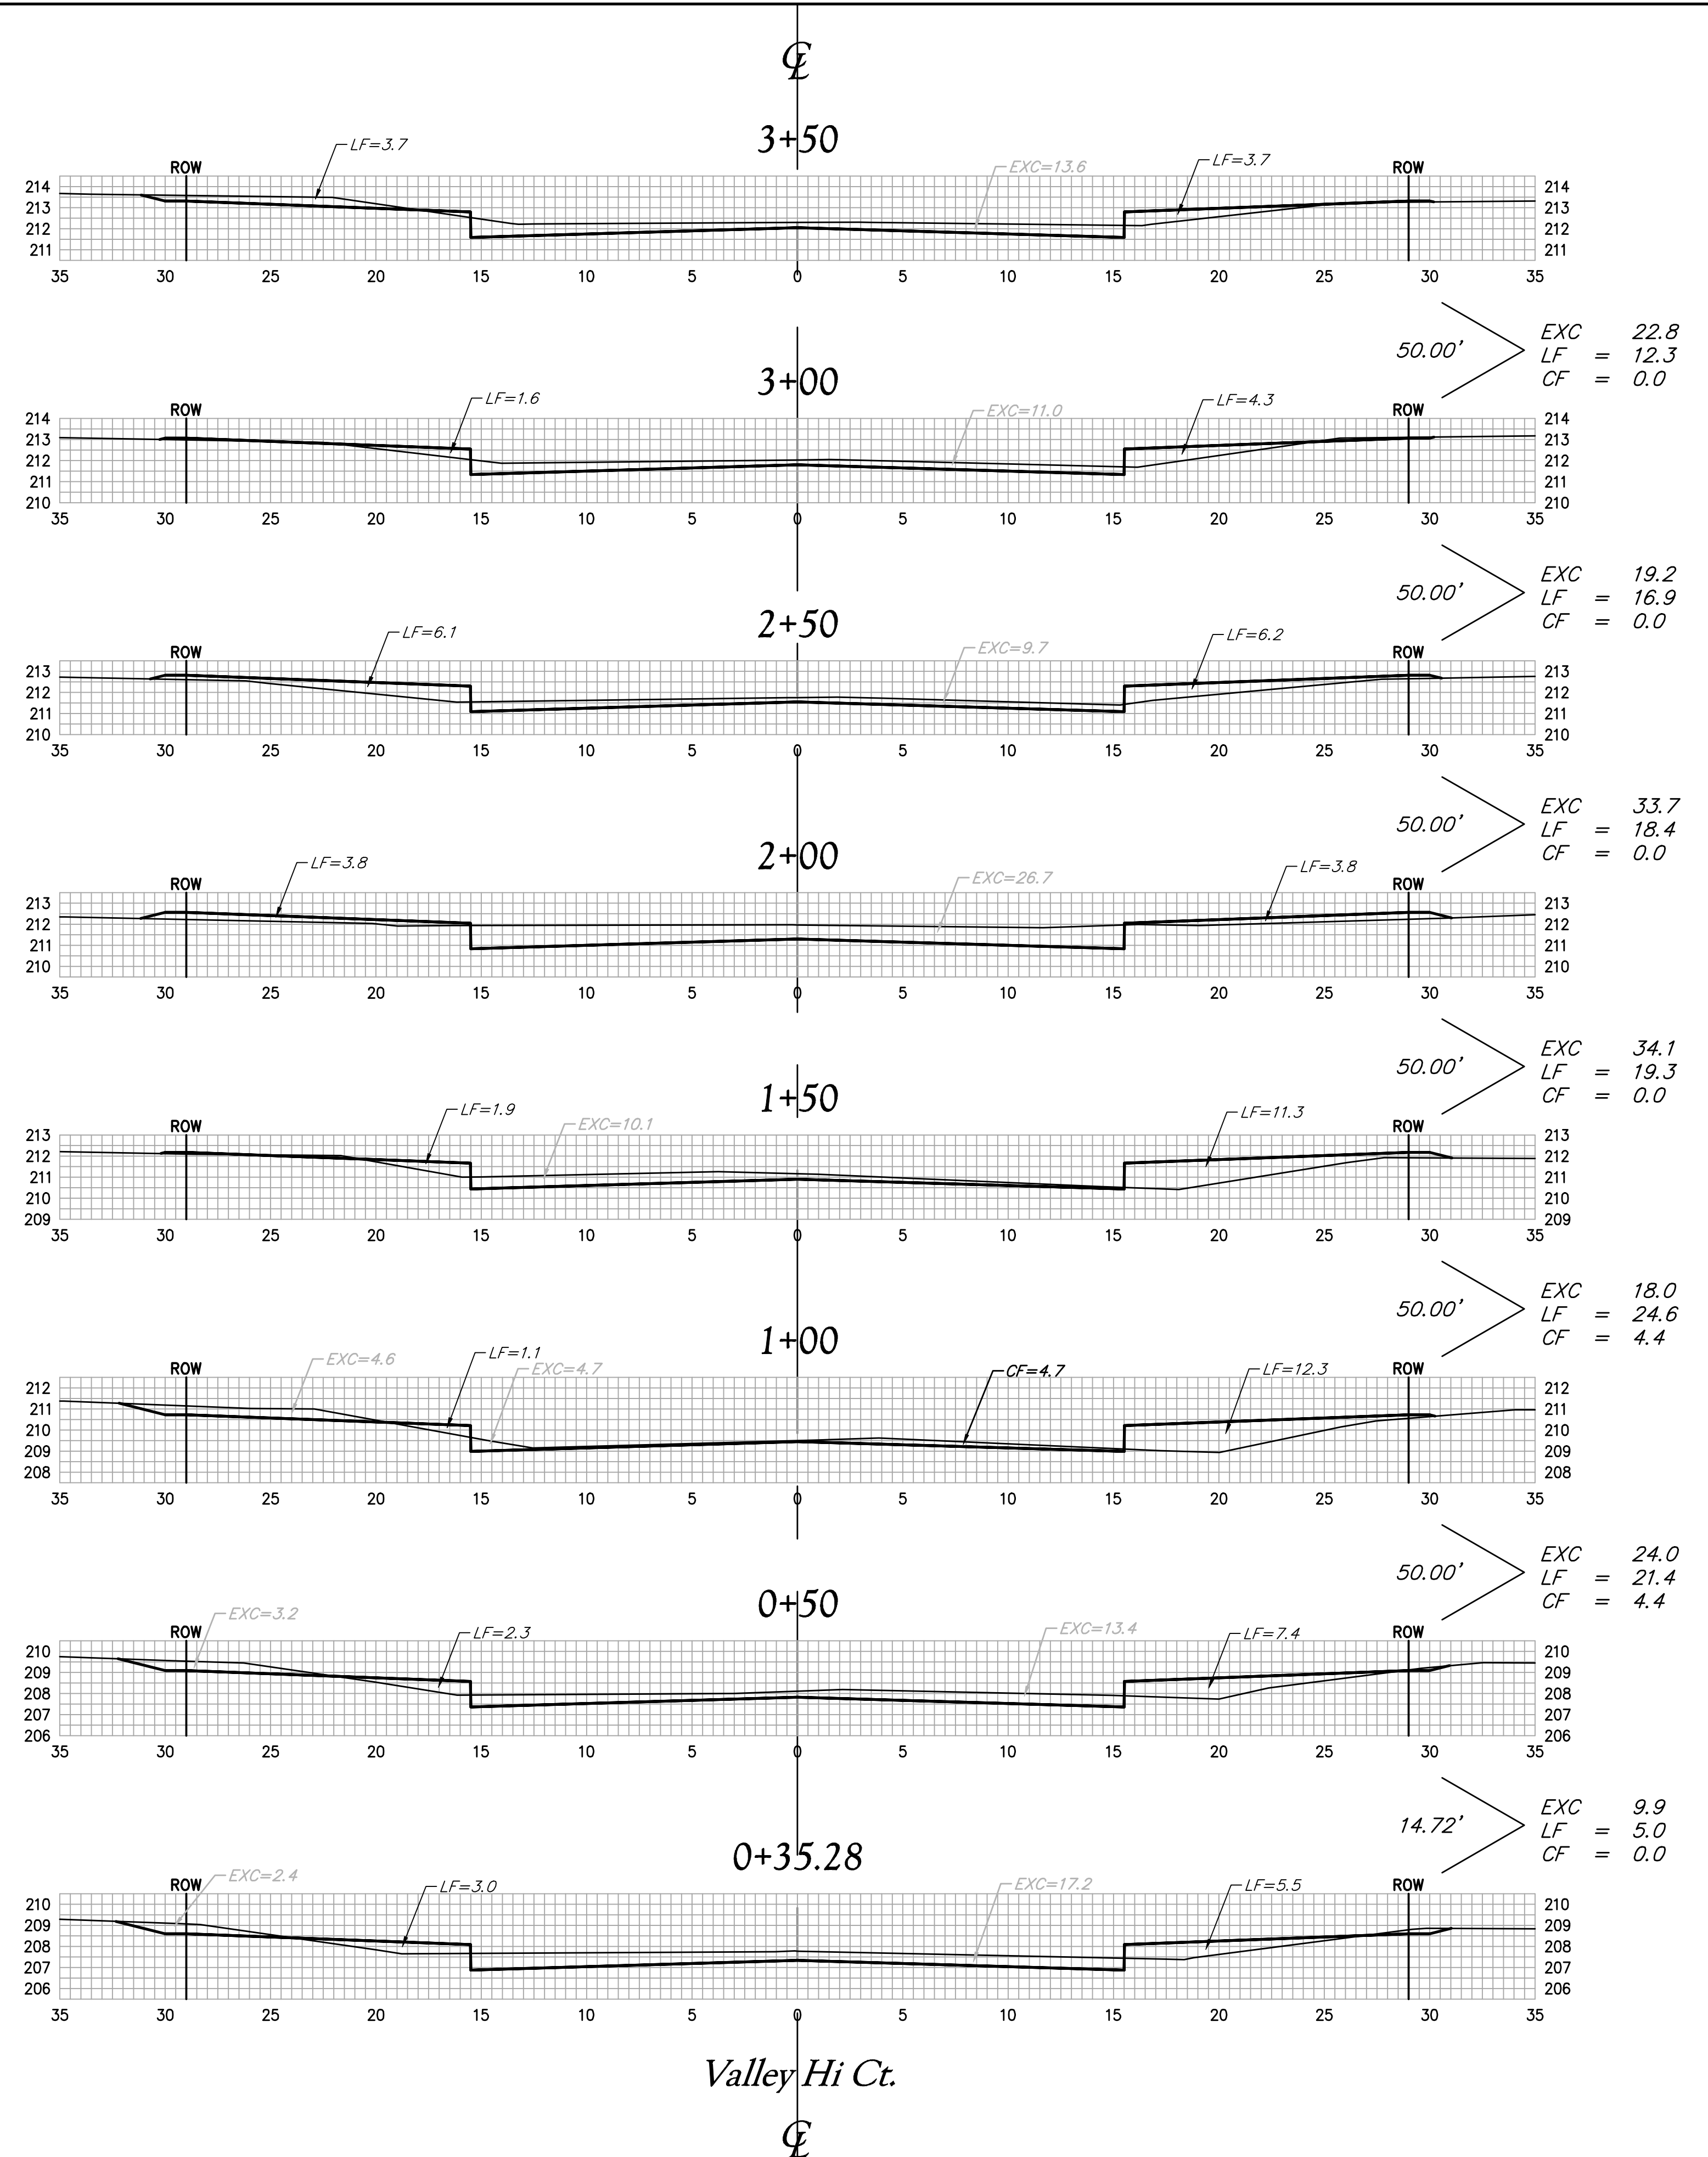 ℄
3+50
LF=3.7
EXC=13.6
LF=3.7
ROW ROW
214 214
213 213
212 212
211 211
35 30 25 20 15 10 5 0 5 10 15 20 25 30 35
50.00'
EXC 22.8
LF = 12.3
CF = 0.0
3+00
LF=1.6
EXC=11.0
LF=4.3
ROW ROW
214 214
213 213
212 212
211 211
210 210
35 30 25 20 15 10 5 0 5 10 15 20 25 30 35
50.00'
EXC 19.2
LF = 16.9
CF = 0.0
2+50
LF=6.1
EXC=9.7
LF=6.2
ROW ROW
213 213
212 212
211 211
210 210
35 30 25 20 15 10 5 0 5 10 15 20 25 30 35
50.00'
EXC 33.7
LF = 18.4
CF = 0.0
2+00
LF=3.8
EXC=26.7
LF=3.8
ROW ROW
213 213
212 212
211 211
210 210
35 30 25 20 15 10 5 0 5 10 15 20 25 30 35
50.00'
EXC 34.1
LF = 19.3
CF = 0.0
1+50
LF=1.9
EXC=10.1
LF=11.3
ROW ROW
213 213
212 212
211 211
210 210
209 209
35 30 25 20 15 10 5 0 5 10 15 20 25 30 35
50.00'
EXC 18.0
LF = 24.6
CF = 4.4
1+00
EXC=4.6
LF=1.1
EXC=4.7
CF=4.7
LF=12.3
ROW ROW
212 212
211 211
210 210
209 209
208 208
35 30 25 20 15 10 5 0 5 10 15 20 25 30 35
50.00'
EXC 24.0
LF = 21.4
CF = 4.4
0+50
EXC=3.2
LF=2.3
EXC=13.4
LF=7.4
ROW ROW
210 210
209 209
208 208
207 207
206 206
35 30 25 20 15 10 5 0 5 10 15 20 25 30 35
14.72'
EXC 9.9
LF = 5.0
CF = 0.0
0+35.28
EXC=2.4
LF=3.0
EXC=17.2
LF=5.5
ROW ROW
210 210
209 209
208 208
207 207
206 206
35 30 25 20 15 10 5 0 5 10 15 20 25 30 35
Valley Hi Ct.
℄